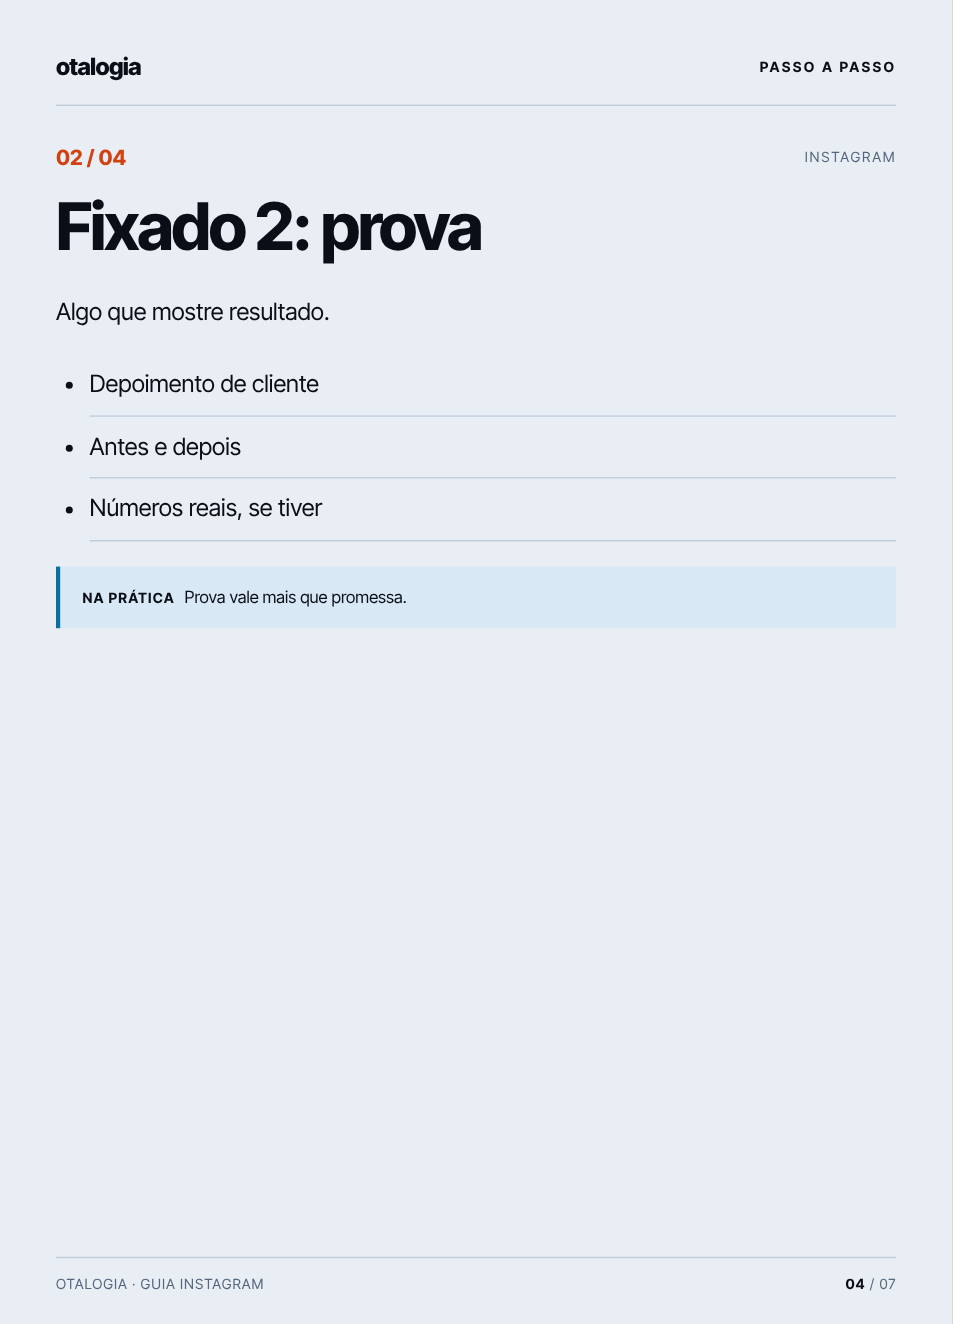 otalogia
PASSO A PASSO
02 / 04
INSTAGRAM
Fixado 2: prova
Algo que mostre resultado.
• Depoimento de cliente
• Antes e depois
• Números reais, se tiver
NA PRÁTICA Prova vale mais que promessa.
OTALOGIA · GUIA INSTAGRAM
04 / 07